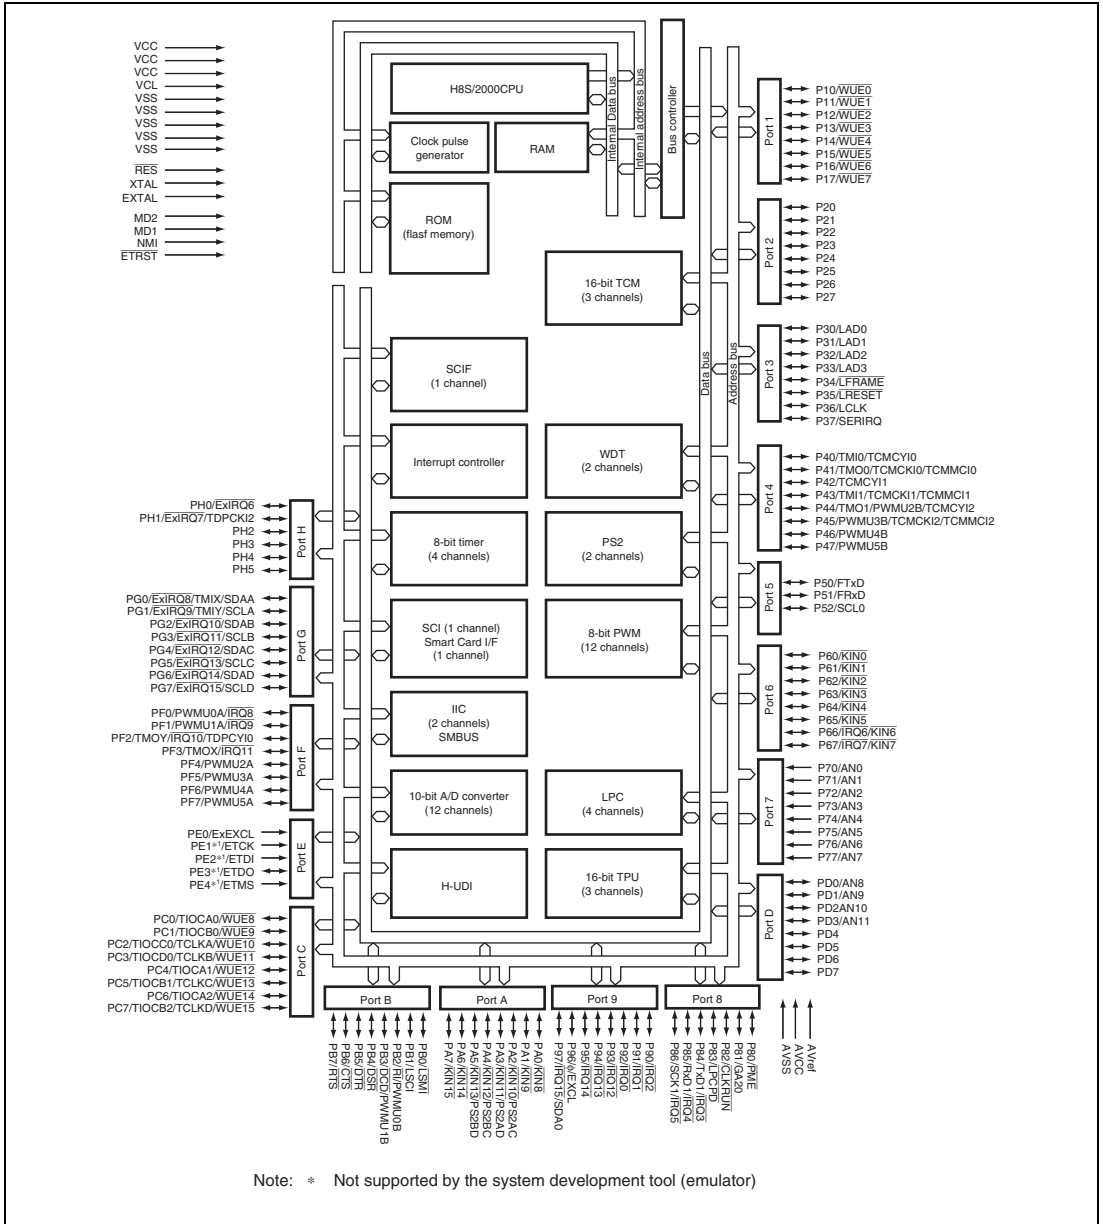 VCC
VCC
VCC
VCL
VSS
VSS
VSS
VSS
VSS
RES
XTAL
EXTAL
MD2
MD1
NMI
ETRST
H8S/2000CPU
Clock pulse
generator
RAM
ROM
(flasf memory)
Internal Data bus
Internal address bus
Bus controller
16-bit TCM
(3 channels)
SCIF
(1 channel)
Data bus
Address bus
Interrupt controller
WDT
(2 channels)
8-bit timer
(4 channels)
PS2
(2 channels)
SCI (1 channel)
Smart Card I/F
(1 channel)
8-bit PWM
(12 channels)
IIC
(2 channels)
SMBUS
10-bit A/D converter
(12 channels)
LPC
(4 channels)
H-UDI
16-bit TPU
(3 channels)
Port 1
P10/WUE0
P11/WUE1
P12/WUE2
P13/WUE3
P14/WUE4
P15/WUE5
P16/WUE6
P17/WUE7
Port 2
P20
P21
P22
P23
P24
P25
P26
P27
Port 3
P30/LAD0
P31/LAD1
P32/LAD2
P33/LAD3
P34/LFRAME
P35/LRESET
P36/LCLK
P37/SERIRQ
Port 4
P40/TMI0/TCMCYI0
P41/TMO0/TCMCKI0/TCMMCI0
P42/TCMCYI1
P43/TMI1/TCMCKI1/TCMMCI1
P44/TMO1/PWMU2B/TCMCYI2
P45/PWMU3B/TCMCKI2/TCMMCI2
P46/PWMU4B
P47/PWMU5B
Port 5
P50/FTxD
P51/FRxD
P52/SCL0
Port 6
P60/KIN0
P61/KIN1
P62/KIN2
P63/KIN3
P64/KIN4
P65/KIN5
P66/IRQ6/KIN6
P67/IRQ7/KIN7
Port 7
P70/AN0
P71/AN1
P72/AN2
P73/AN3
P74/AN4
P75/AN5
P76/AN6
P77/AN7
Port D
PD0/AN8
PD1/AN9
PD2AN10
PD3/AN11
PD4
PD5
PD6
PD7
PH0/ExIRQ6
PH1/ExIRQ7/TDPCKI2
PH2
PH3
PH4
PH5
Port H
PG0/ExIRQ8/TMIX/SDAA
PG1/ExIRQ9/TMIY/SCLA
PG2/ExIRQ10/SDAB
PG3/ExIRQ11/SCLB
PG4/ExIRQ12/SDAC
PG5/ExIRQ13/SCLC
PG6/ExIRQ14/SDAD
PG7/ExIRQ15/SCLD
Port G
PF0/PWMU0A/IRQ8
PF1/PWMU1A/IRQ9
PF2/TMOY/IRQ10/TDPCYI0
PF3/TMOX/IRQ11
PF4/PWMU2A
PF5/PWMU3A
PF6/PWMU4A
PF7/PWMU5A
Port F
PE0/ExEXCL
PE1*1/ETCK
PE2*1/ETDI
PE3*1/ETDO
PE4*1/ETMS
Port E
PC0/TIOCA0/WUE8
PC1/TIOCB0/WUE9
PC2/TIOCC0/TCLKA/WUE10
PC3/TIOCD0/TCLKB/WUE11
PC4/TIOCA1/WUE12
PC5/TIOCB1/TCLKC/WUE13
PC6/TIOCA2/WUE14
PC7/TIOCB2/TCLKD/WUE15
Port C
Port B
Port A
Port 9
Port 8
PB7/RTS
PB6/CTS
PB5/DTR
PB4/DSR
PB3/DCD/PWMU1B
PB2/RI/PWMU0B
PB1/LSCI
PB0/LSMI
PA7/KIN15
PA6/KIN14
PA5/KIN13/PS2BD
PA4/KIN12/PS2BC
PA3/KIN11/PS2AD
PA2/KIN10/PS2AC
PA1/KIN9
PA0/KIN8
P97/IRQ15/SDA0
P96/φ/EXCL
P95/IRQ14
P94/IRQ13
P93/IRQ12
P92/IRQ0
P91/IRQ1
P90/IRQ2
P86/SCK1/IRQ5
P85/RxD1/IRQ4
P84/TxD1/IRQ3
P83/LPCPD
P82/CLKRUN
P81/GA20
P80/PME
AVSS
AVCC
AVref
Note: * Not supported by the system development tool (emulator)